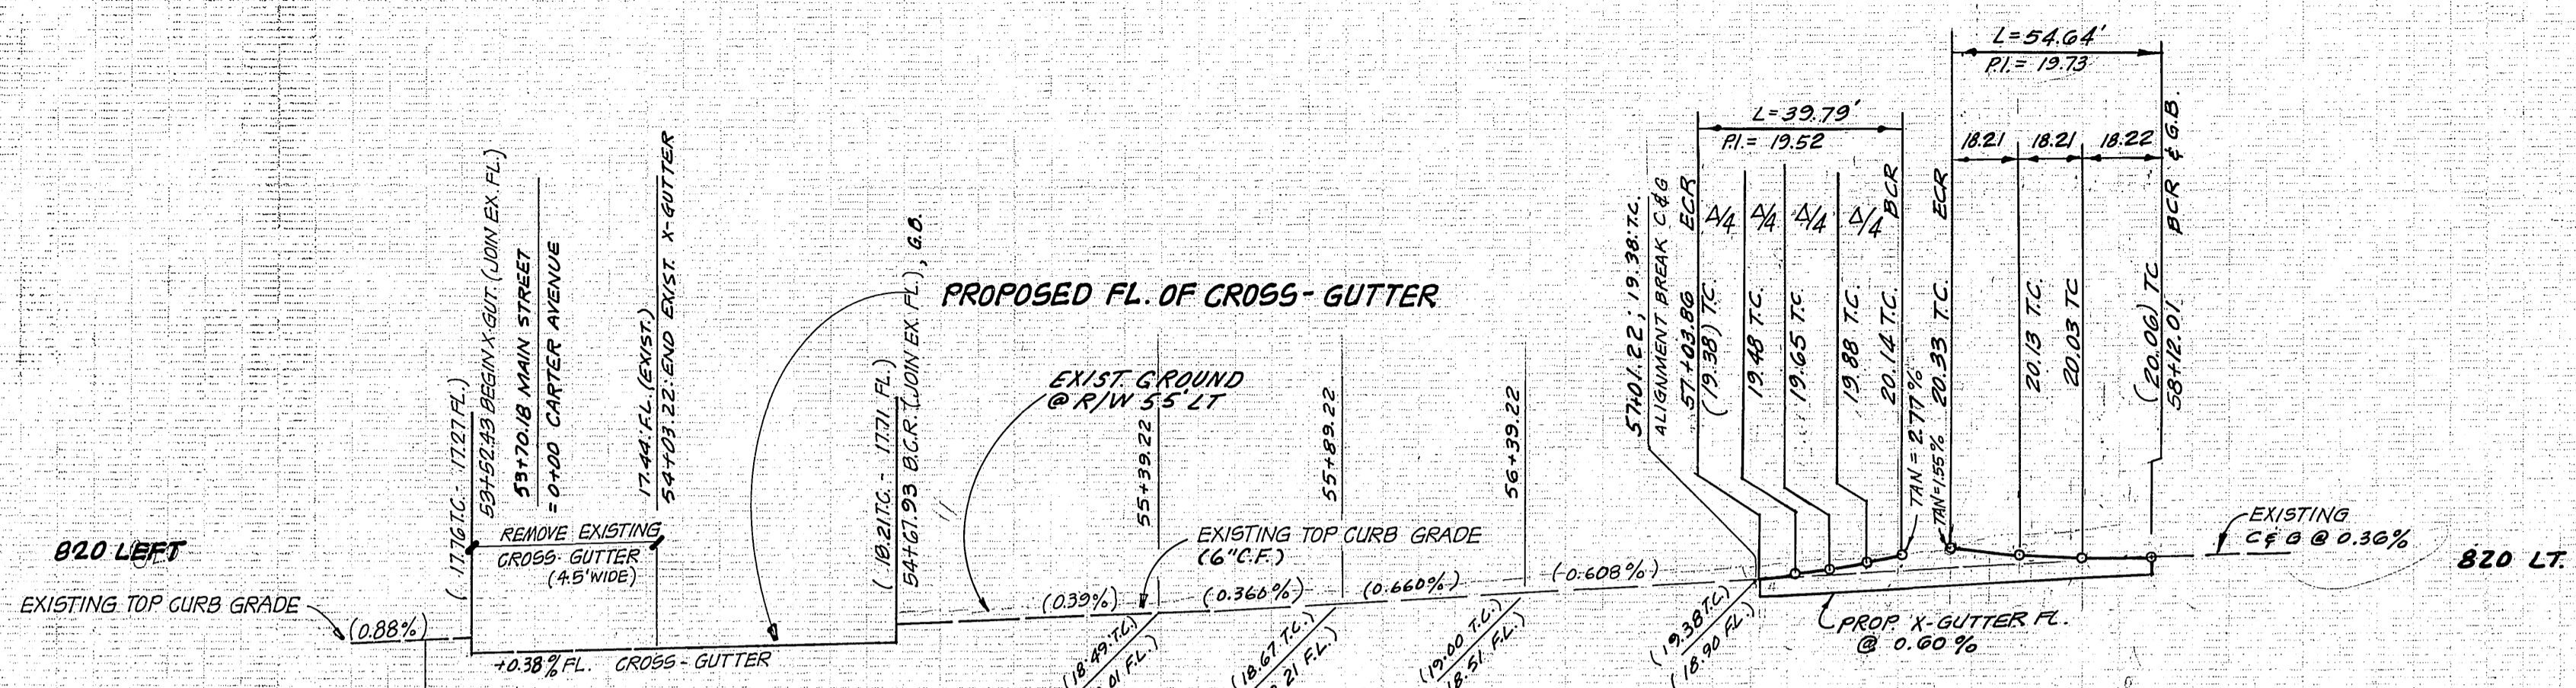 L=54.64'
P.I.= 19.73
L=39.79'
P.I.= 19.52
18.21
18.21
18.22
BCR & G.B.
(17.76 T.C. - 17.27 FL.)
53+52.43 BEGIN X-GUT (JOIN EX. FL.)
53+70.18 MAIN STREET
= 0+00 CARTER AVENUE
17.44 F.L. (EXIST.)
54+03.22: END EXIST. X-GUTTER
(18.21 T.C. - 17.71 FL.)
54+67.93 B.C.R. (JOIN EX. FL.), G.B.
PROPOSED FL. OF CROSS-GUTTER
EXIST. GROUND
@ R/W 55' LT
55+39.22
55+89.22
56+39.22
57+01.22; 19.38: T.C.
ALIGNMENT BREAK C&G
57+03.86 ECR
(19.38) T.C.
Δ/4
Δ/4
Δ/4
Δ/4
19.48 T.C.
19.65 T.C.
19.88 T.C.
20.14 T.C. BCR
TAN = 2.77%
TAN=1.55%
20.33 T.C. ECR
20.13 T.C.
20.03 TC
(20.06) TC
58+12.01
820 LEFT
REMOVE EXISTING
CROSS-GUTTER
(4.5' WIDE)
EXISTING TOP CURB GRADE
(0.88%)
+0.38% FL. CROSS-GUTTER
EXISTING TOP CURB GRADE
(6" C.F.)
(0.39%)
(0.360%)
(0.660%)
(0.608%)
(18.49 T.C.)
01 F.L.)
(18.67 T.C.)
21 F.L.)
(19.00 T.C.)
18.51 F.L.)
(19.38 T.C.)
(18.90 FL.)
PROP. X-GUTTER FL.
@ 0.60%
EXISTING
C & G @ 0.36%
820 LT.